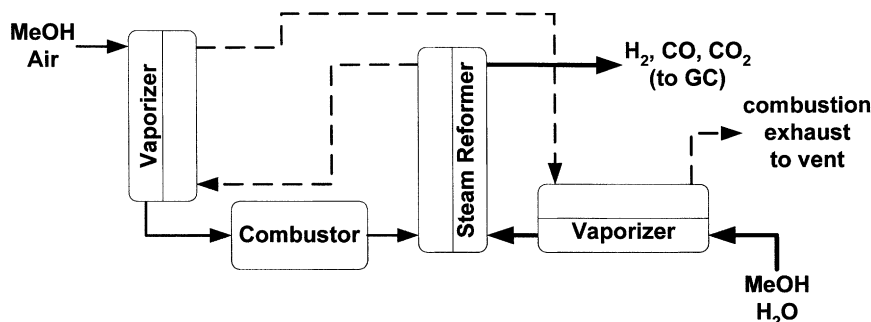 MeOH
Air
Vaporizer
Combustor
Steam Reformer
H₂, CO, CO₂
(to GC)
combustion
exhaust
to vent
Vaporizer
MeOH
H₂O